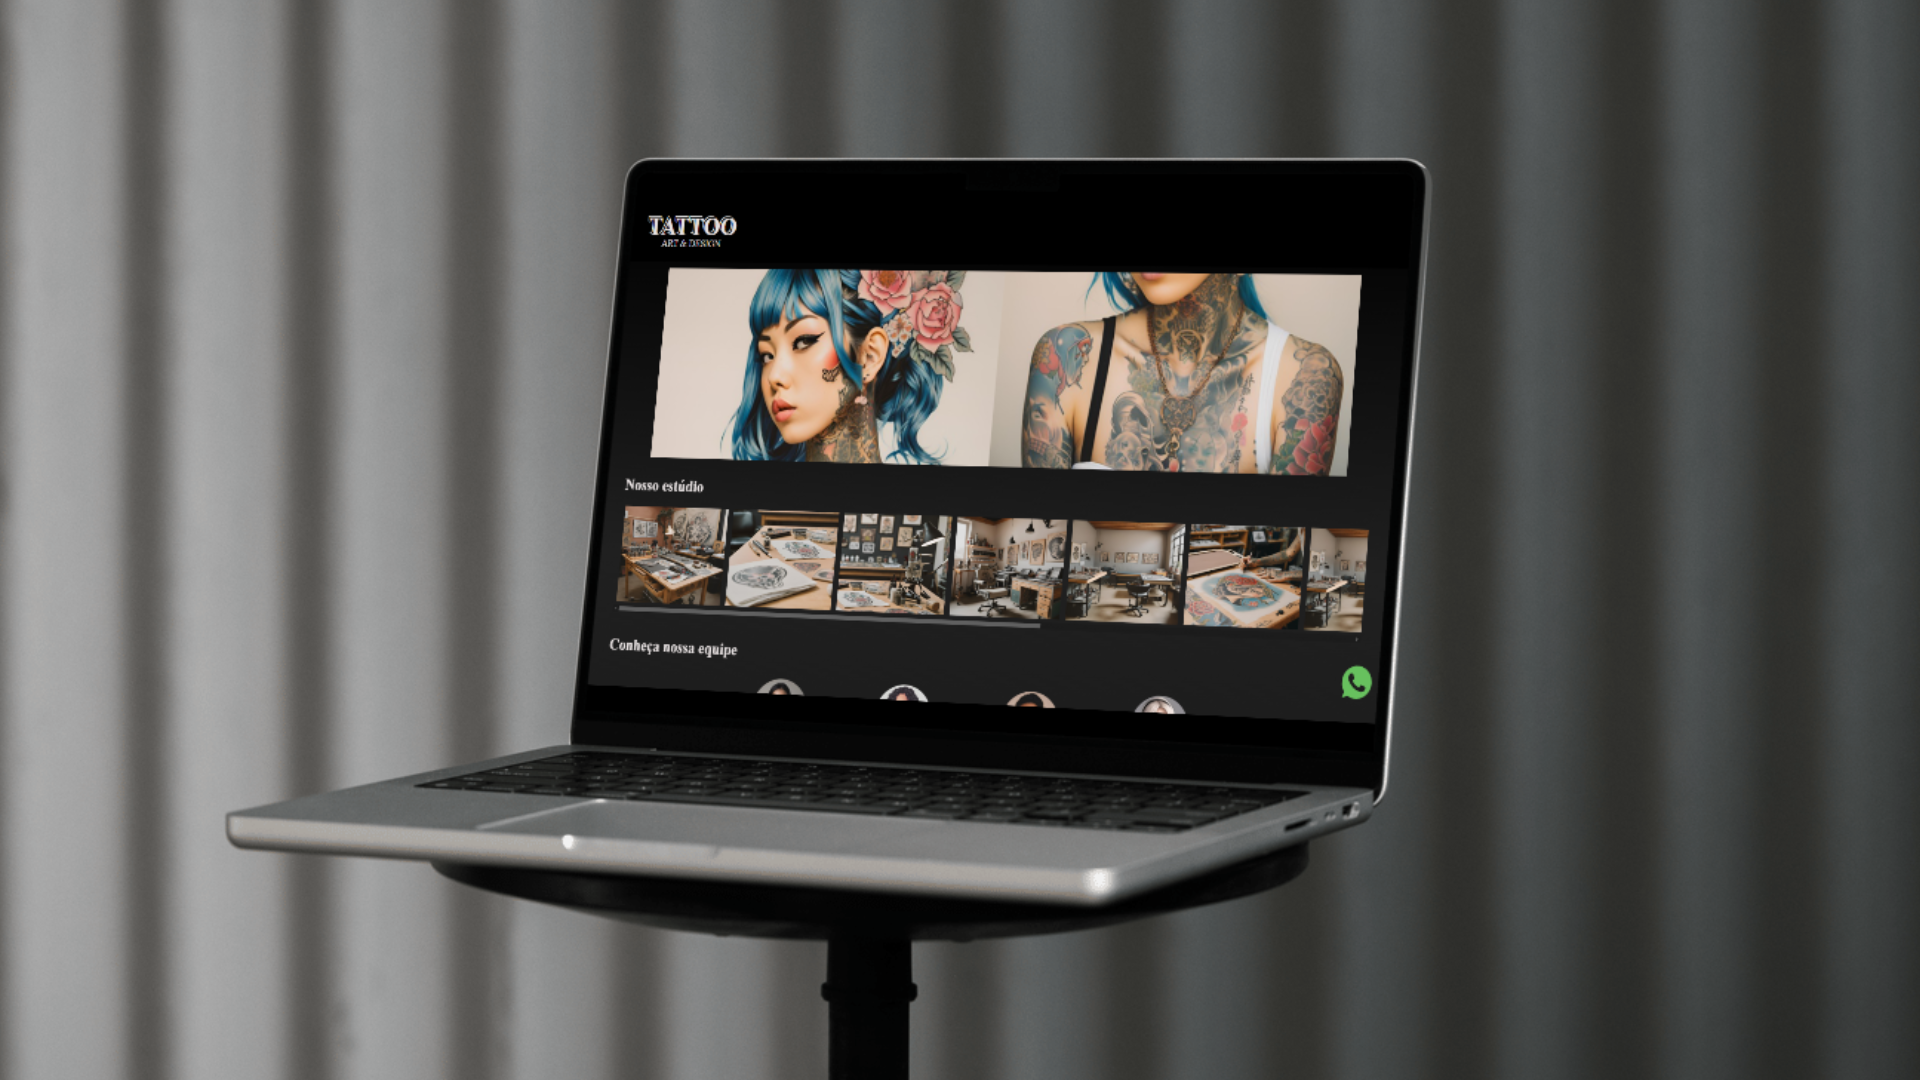 TATTOO
ART & DESIGN
Nosso estúdio
Conheça nossa equipe